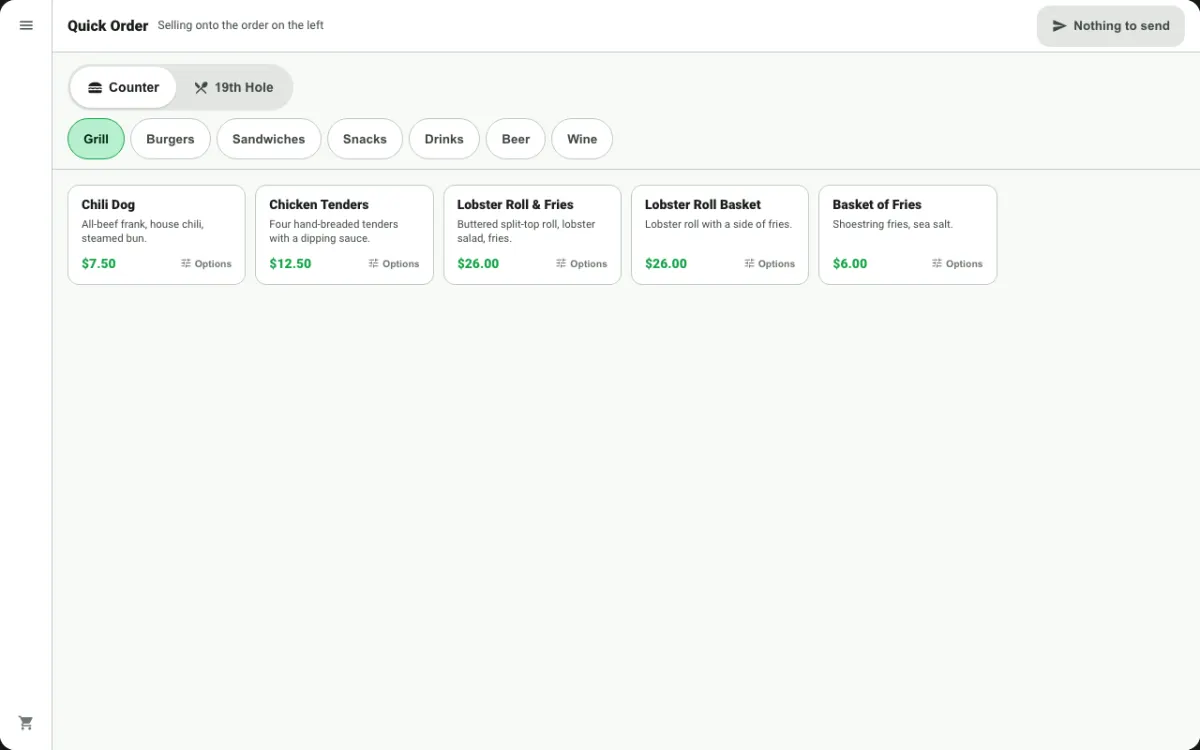 Quick Order
Selling onto the order on the left
Nothing to send
Counter
19th Hole
Grill
Burgers
Sandwiches
Snacks
Drinks
Beer
Wine
Chili Dog
All-beef frank, house chili,
steamed bun.
$7.50
Options
Chicken Tenders
Four hand-breaded tenders
with a dipping sauce.
$12.50
Options
Lobster Roll & Fries
Buttered split-top roll, lobster
salad, fries.
$26.00
Options
Lobster Roll Basket
Lobster roll with a side of fries.
$26.00
Options
Basket of Fries
Shoestring fries, sea salt.
$6.00
Options